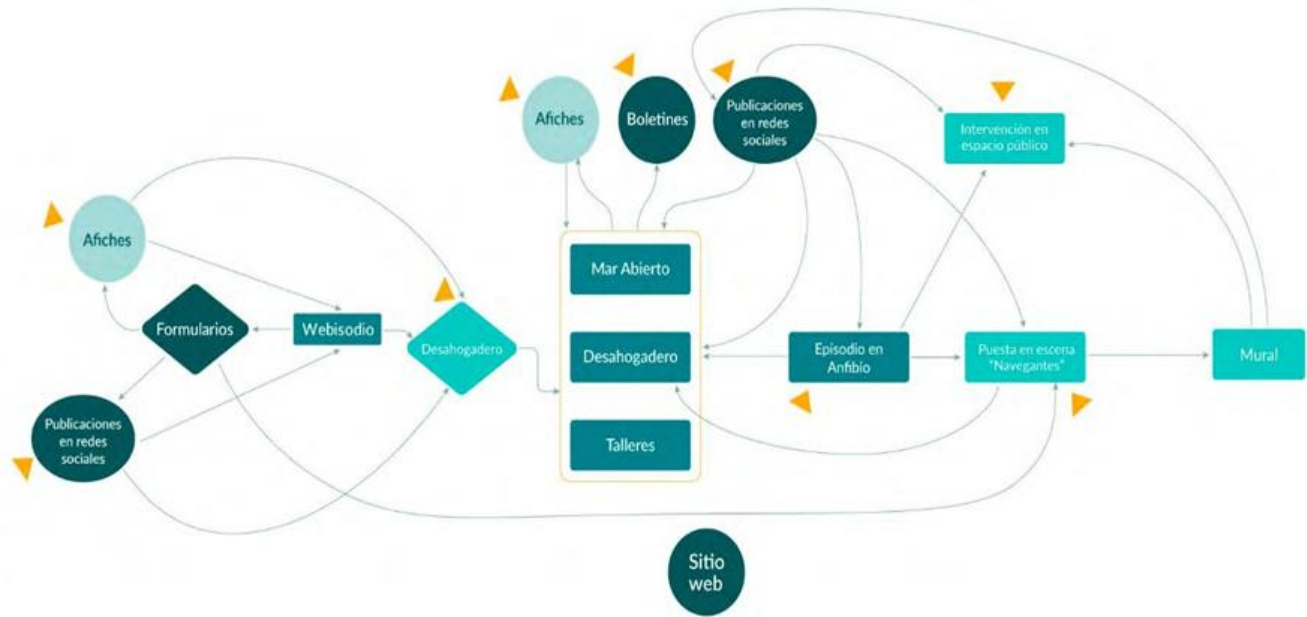 Afiches
Boletines
Publicaciones
en redes
sociales
Intervención en
espacio público
Afiches
Mar Abierto
Formularios
Webisodio
Desahogadero
Desahogadero
Episodio en
Anfibio
Puesta en escena
"Navegantes"
Mural
Publicaciones
en redes
sociales
Talleres
Sitio
web